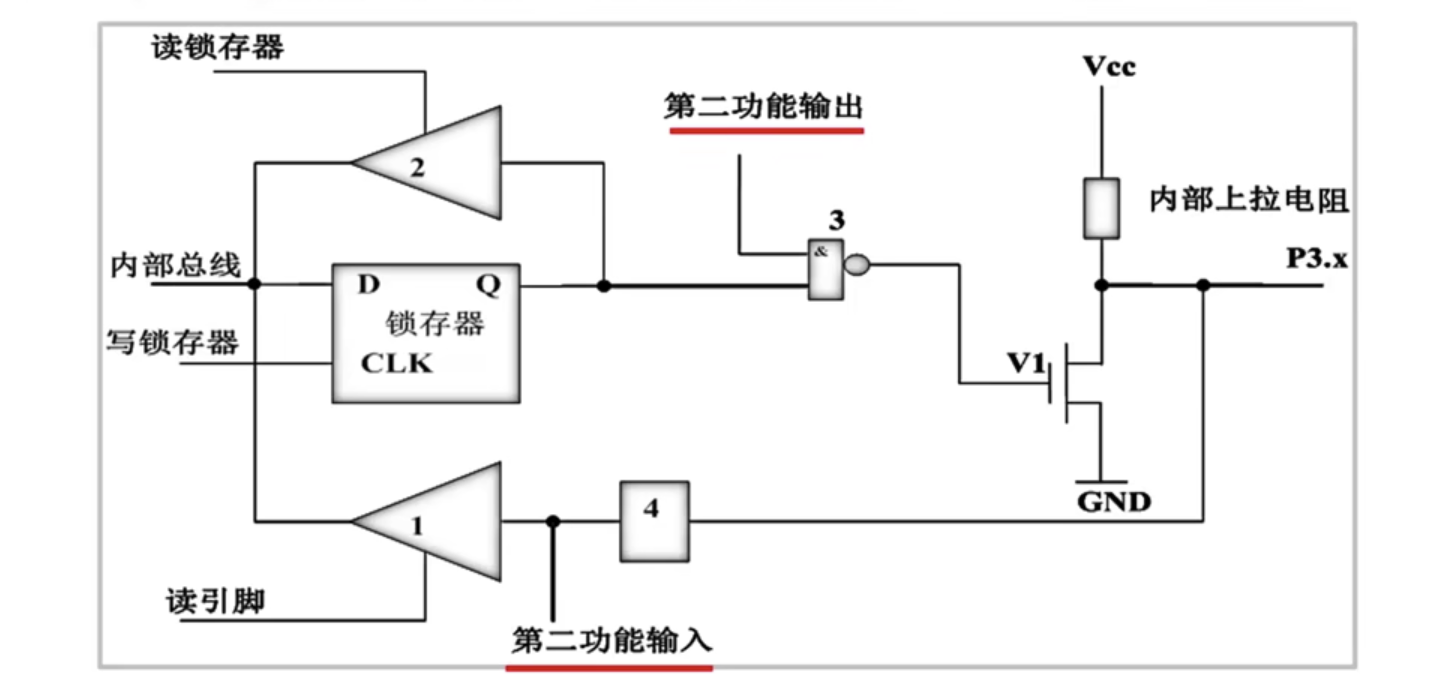 读锁存器
Vcc
第二功能输出
2
内部上拉电阻
3
&
P3.x
内部总线
D
Q
锁存器
写锁存器
CLK
V1
4
GND
1
读引脚
第二功能输入